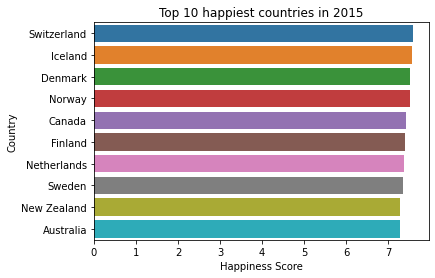 Top 10 happiest countries in 2015
Country
Switzerland
Iceland
Denmark
Norway
Canada
Finland
Netherlands
Sweden
New Zealand
Australia
0 1 2 3 4 5 6 7
Happiness Score